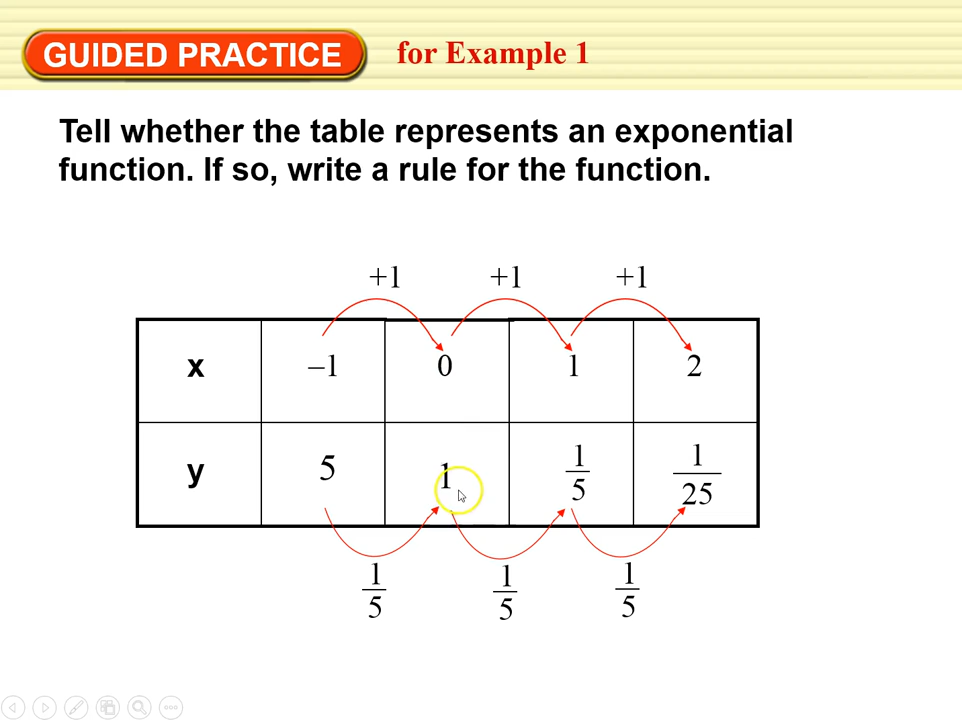 GUIDED PRACTICE for Example 1
Tell whether the table represents an exponential
function. If so, write a rule for the function.
+1 +1 +1
x –1 0 1 2
y 5 1 1/5 1/25
1/5 1/5 1/5